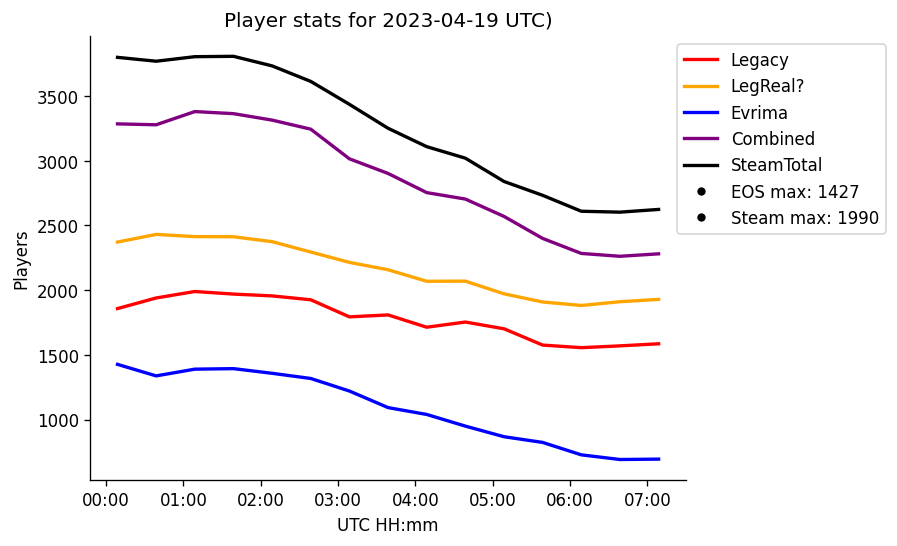 Player stats for 2023-04-19 UTC)
Legacy
LegReal?
Evrima
Combined
SteamTotal
EOS max: 1427
Steam max: 1990
Players
3500
3000
2500
2000
1500
1000
00:00 01:00 02:00 03:00 04:00 05:00 06:00 07:00
UTC HH:mm